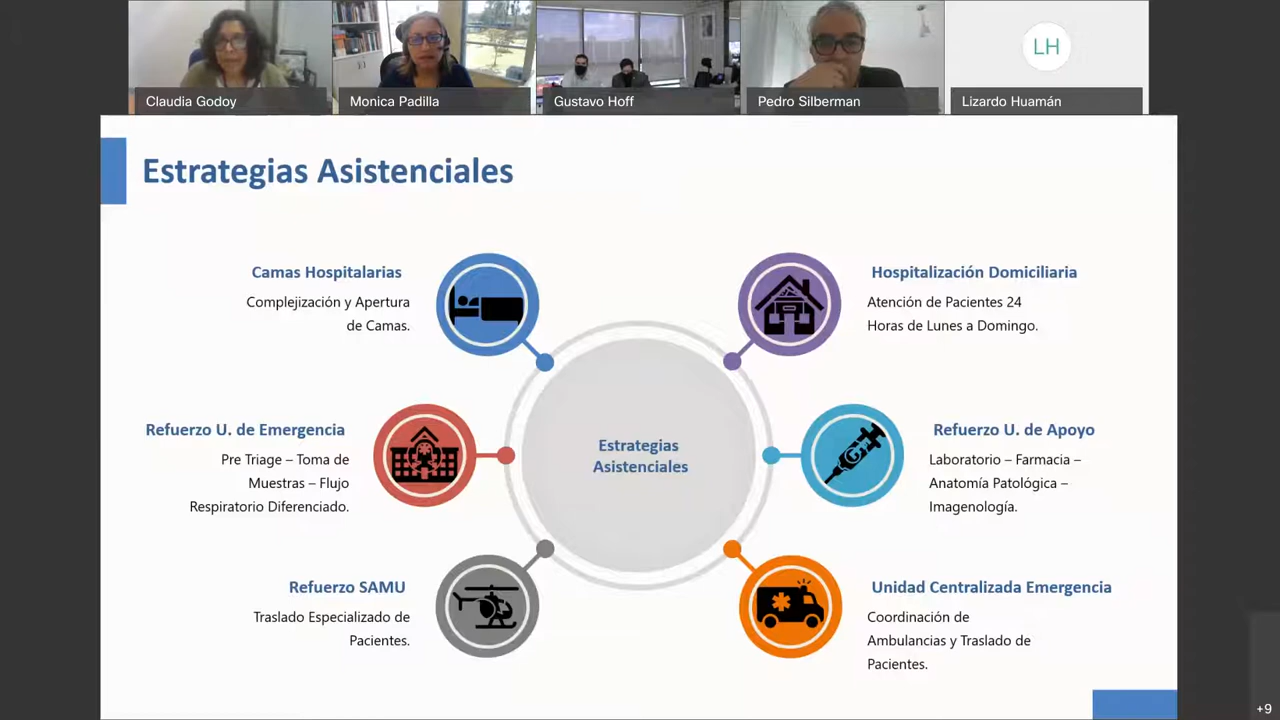 Claudia Godoy
Monica Padilla
Gustavo Hoff
Pedro Silberman
LH
Lizardo Huamán
Estrategias Asistenciales
Camas Hospitalarias
Complejización y Apertura
de Camas.
Hospitalización Domiciliaria
Atención de Pacientes 24
Horas de Lunes a Domingo.
Refuerzo U. de Emergencia
Pre Triage – Toma de
Muestras – Flujo
Respiratorio Diferenciado.
Estrategias
Asistenciales
Refuerzo U. de Apoyo
Laboratorio – Farmacia –
Anatomía Patológica –
Imagenología.
Refuerzo SAMU
Traslado Especializado de
Pacientes.
Unidad Centralizada Emergencia
Coordinación de
Ambulancias y Traslado de
Pacientes.
+9